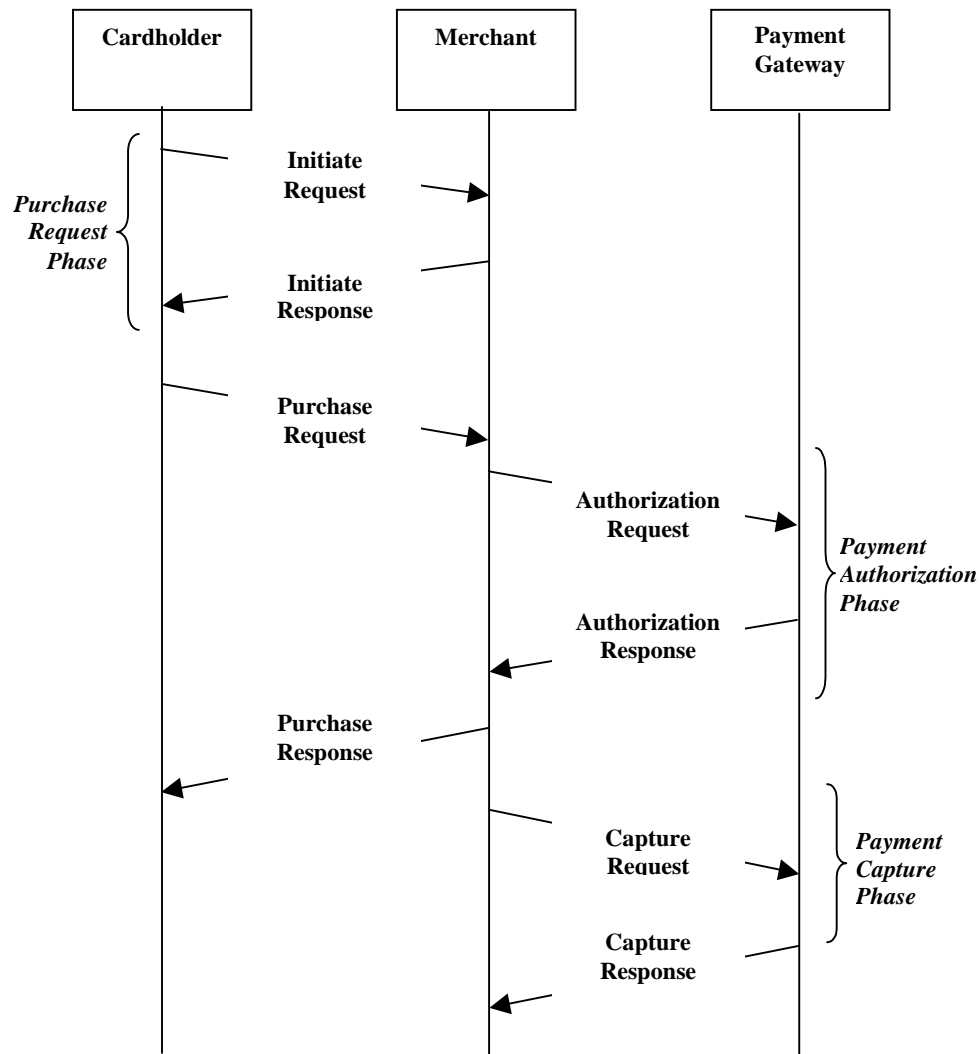 Cardholder
Merchant
Payment
Gateway
Initiate
Request
Purchase
Request
Phase
Initiate
Response
Purchase
Request
Authorization
Request
Payment
Authorization
Phase
Authorization
Response
Purchase
Response
Capture
Request
Payment
Capture
Phase
Capture
Response